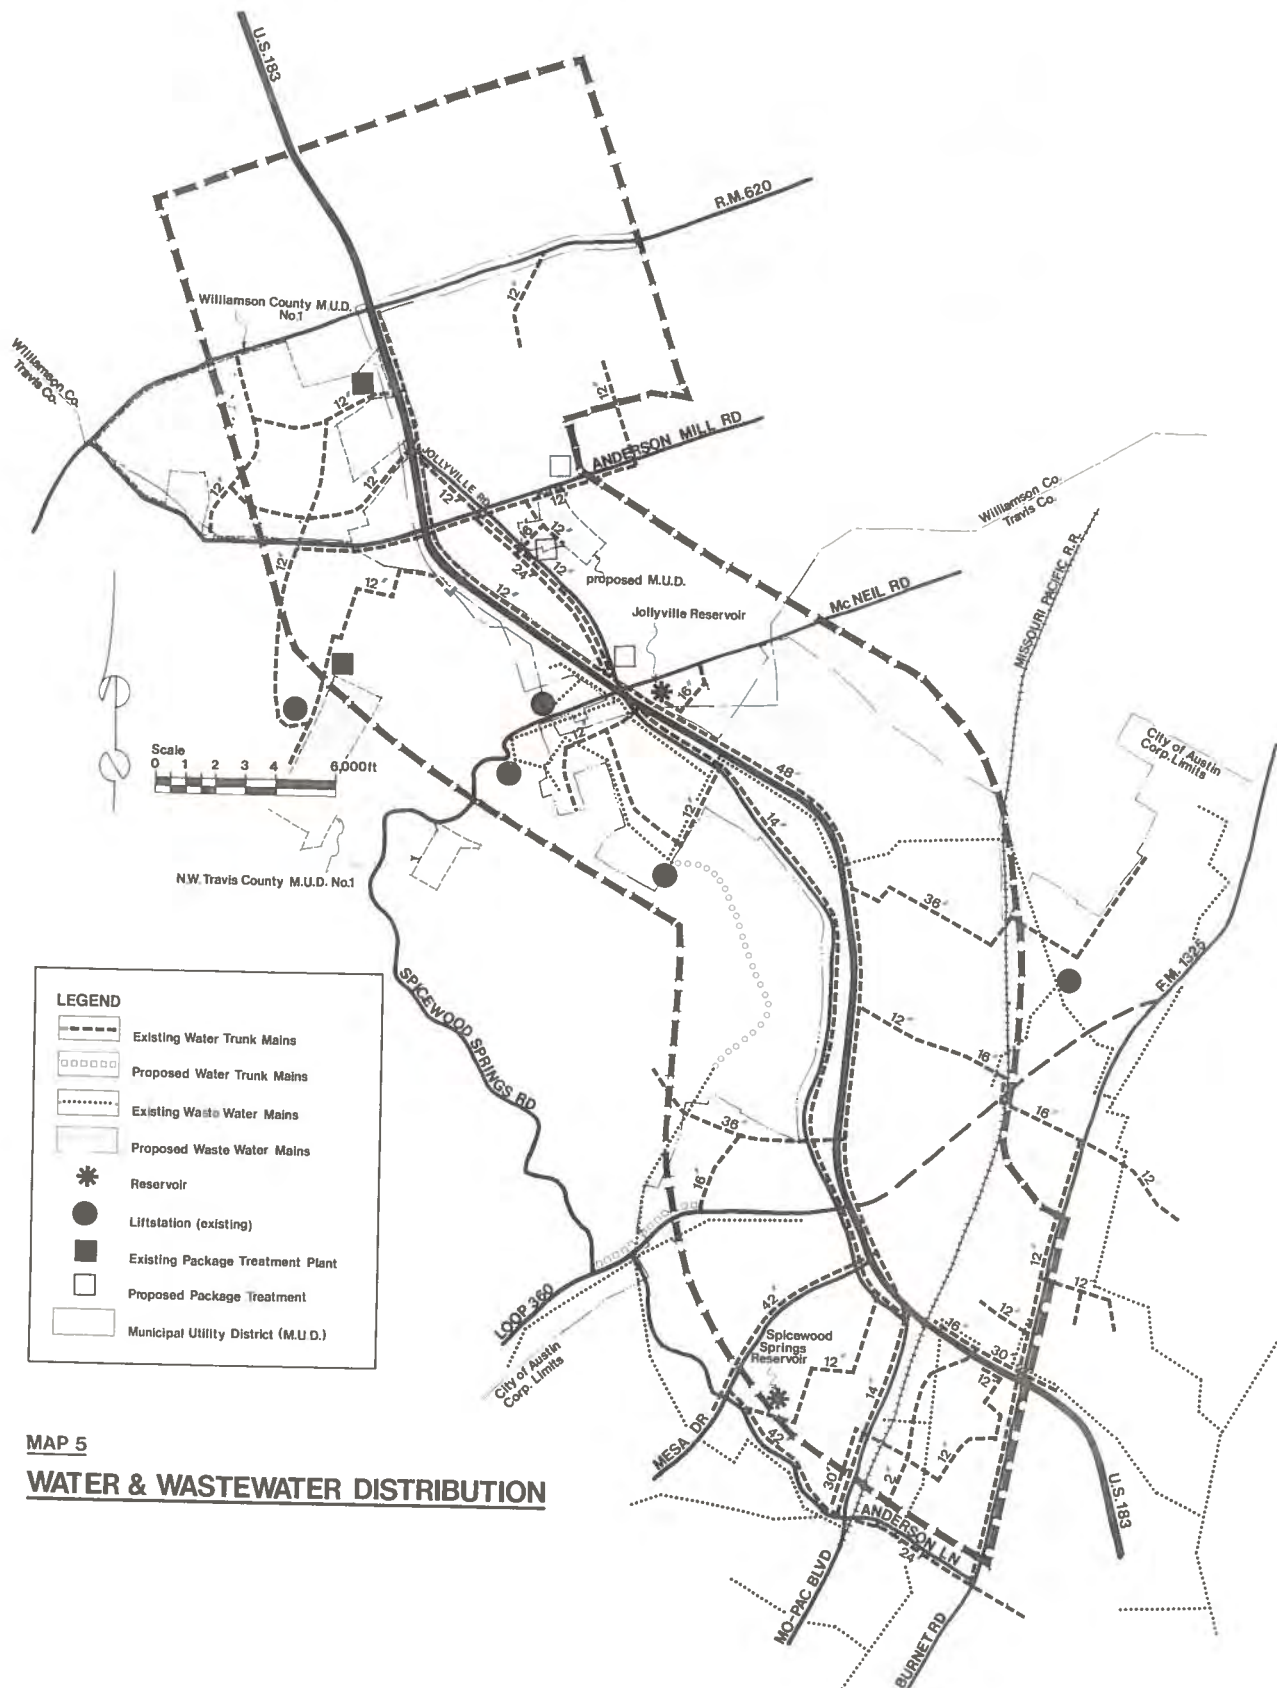 U.S.183
R.M.620
Williamson County M.U.D.
No.1
Williamson Co.
Travis Co.
12"
12"
12"
ANDERSON MILL RD
JOLLYVILLE RD
12"
12"
12"
12"
12"
6"
24"
12"
12"
12"
12"
proposed M.U.D.
Jollyville Reservoir
McNEIL RD
Williamson Co.
Travis Co.
MISSOURI PACIFIC R.R.
16"
Scale
0 1 2 3 4 6,000ft
12"
48"
City of Austin
Corp. Limits
12"
14"
N.W. Travis County M.U.D. No.1
36"
F.M. 1325
SPICEWOOD SPRINGS RD
12"
16"
LEGEND
Existing Water Trunk Mains
Proposed Water Trunk Mains
Existing Waste Water Mains
Proposed Waste Water Mains
Reservoir
Liftstation (existing)
Existing Package Treatment Plant
Proposed Package Treatment
Municipal Utility District (M.U.D.)
36"
16"
16"
12"
12"
12"
LOOP 360
42"
City of Austin
Corp. Limits
Spicewood
Springs
Reservoir
12"
12"
36"
30"
12"
14"
MESA DR
42"
30"
12"
ANDERSON LN
24"
U.S.183
MO-PAC BLVD
BURNET RD
MAP 5
WATER & WASTEWATER DISTRIBUTION